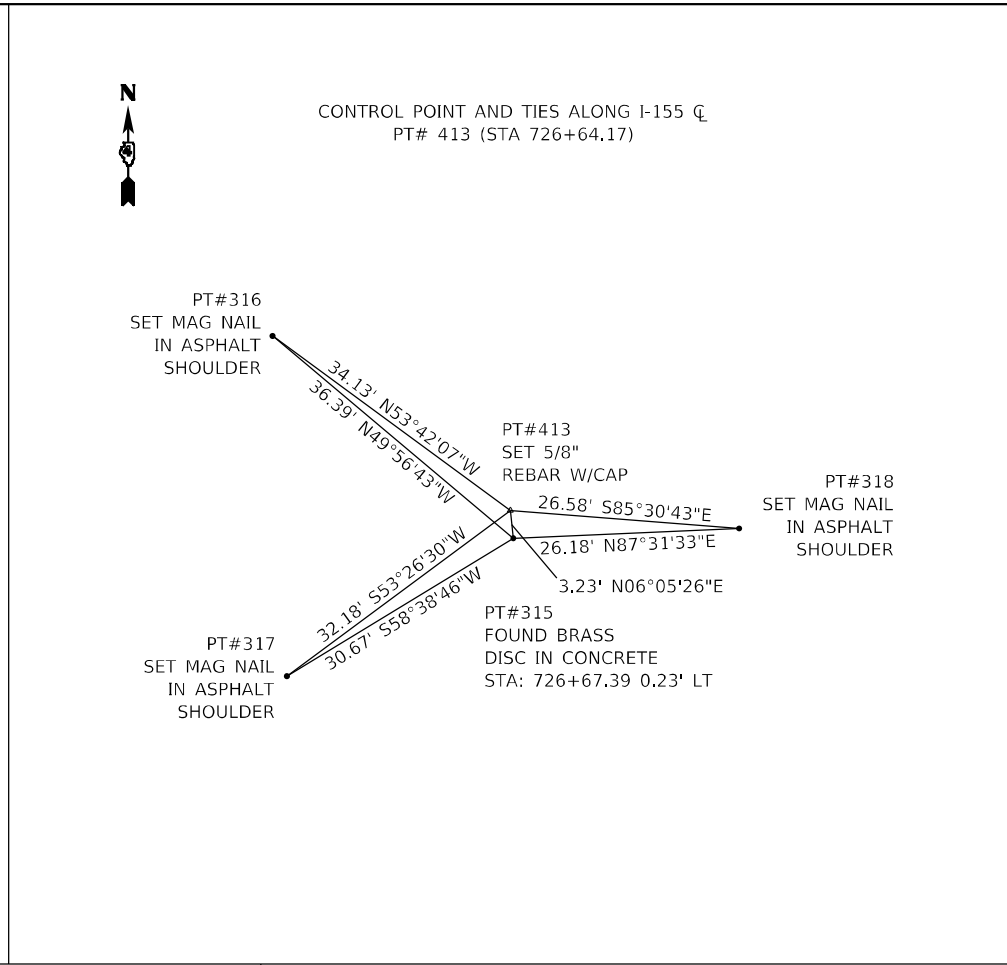 N
CONTROL POINT AND TIES ALONG I-155 ℄
PT# 413 (STA 726+64.17)
PT#316
SET MAG NAIL
IN ASPHALT
SHOULDER
34.13' N53°42'07"W
36.39' N49°56'43"W
PT#413
SET 5/8"
REBAR W/CAP
PT#318
SET MAG NAIL
IN ASPHALT
SHOULDER
26.58' S85°30'43"E
26.18' N87°31'33"E
3.23' N06°05'26"E
32.18' S53°26'30"W
30.67' S58°38'46"W
PT#315
FOUND BRASS
DISC IN CONCRETE
STA: 726+67.39 0.23' LT
PT#317
SET MAG NAIL
IN ASPHALT
SHOULDER